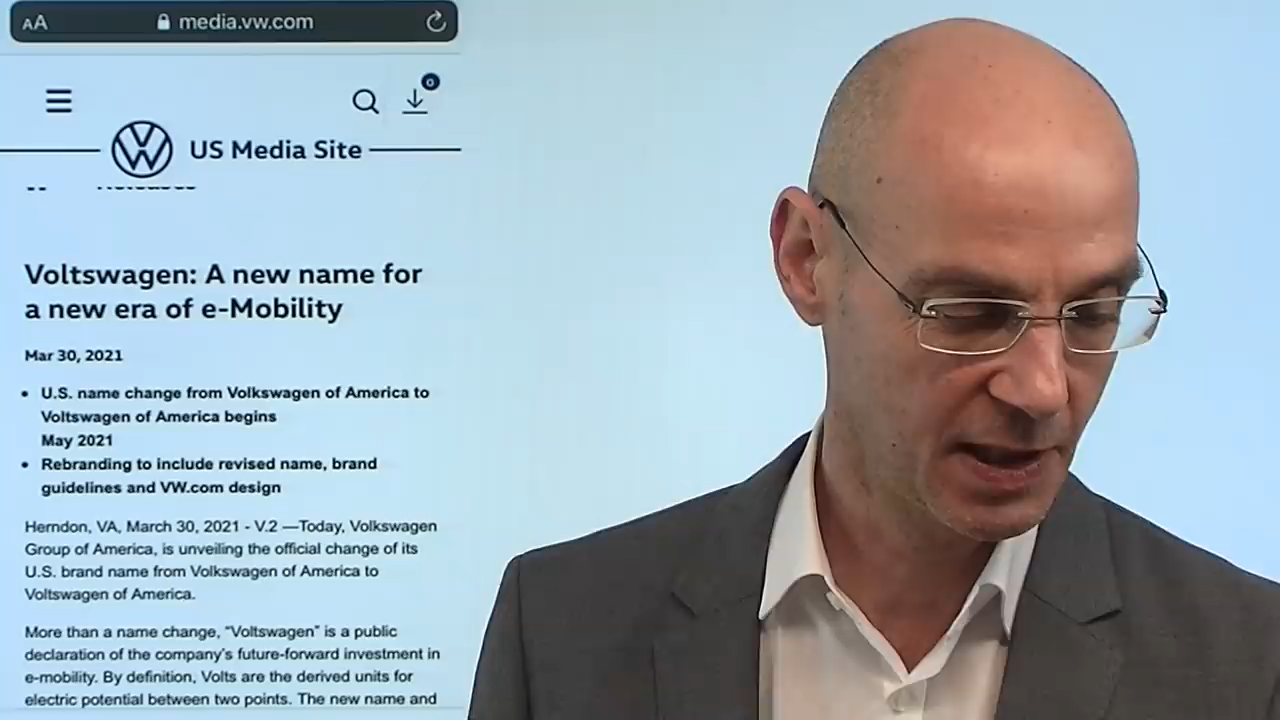 AA media.vw.com
0
US Media Site
Voltswagen: A new name for
a new era of e-Mobility
Mar 30, 2021
• U.S. name change from Volkswagen of America to
Voltswagen of America begins
May 2021
• Rebranding to include revised name, brand
guidelines and VW.com design
Herndon, VA, March 30, 2021 - V.2 —Today, Volkswagen
Group of America, is unveiling the official change of its
U.S. brand name from Volkswagen of America to
Voltswagen of America.
More than a name change, “Voltswagen” is a public
declaration of the company's future-forward investment in
e-mobility. By definition, Volts are the derived units for
electric potential between two points. The new name and